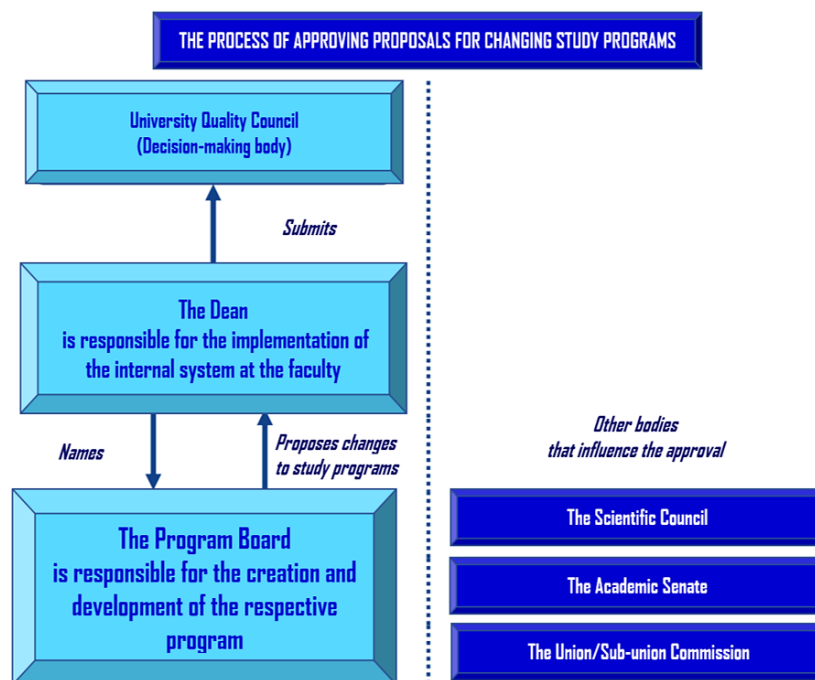 THE PROCESS OF APPROVING PROPOSALS FOR CHANGING STUDY PROGRAMS
University Quality Council
(Decision-making body)
Submits
The Dean
is responsible for the implementation of
the internal system at the faculty
Names
Proposes changes
to study programs
The Program Board
is responsible for the creation and
development of the respective
program
Other bodies
that influence the approval
The Scientific Council
The Academic Senate
The Union/Sub-union Commission